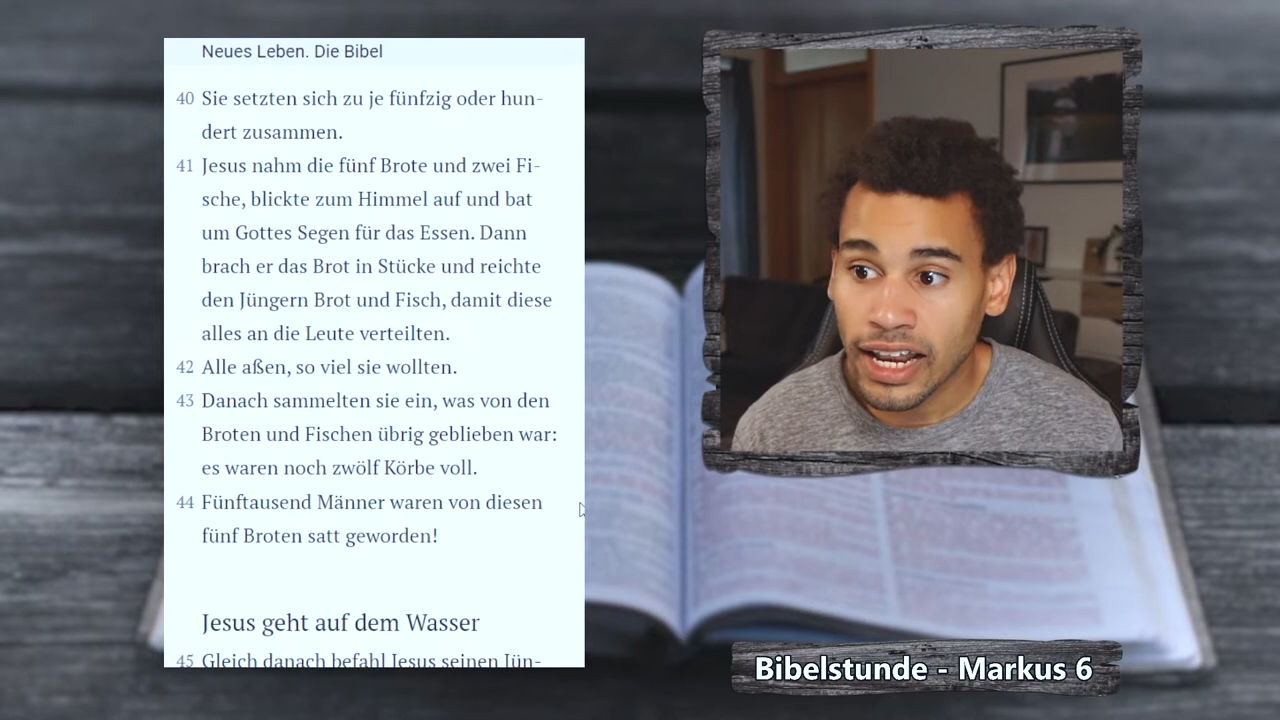 Neues Leben. Die Bibel
40 Sie setzten sich zu je fünfzig oder hun-
dert zusammen.
41 Jesus nahm die fünf Brote und zwei Fi-
sche, blickte zum Himmel auf und bat
um Gottes Segen für das Essen. Dann
brach er das Brot in Stücke und reichte
den Jüngern Brot und Fisch, damit diese
alles an die Leute verteilten.
42 Alle aßen, so viel sie wollten.
43 Danach sammelten sie ein, was von den
Broten und Fischen übrig geblieben war:
es waren noch zwölf Körbe voll.
44 Fünftausend Männer waren von diesen
fünf Broten satt geworden!
Jesus geht auf dem Wasser
45 Gleich danach befahl Jesus seinen Jün-
Bibelstunde - Markus 6